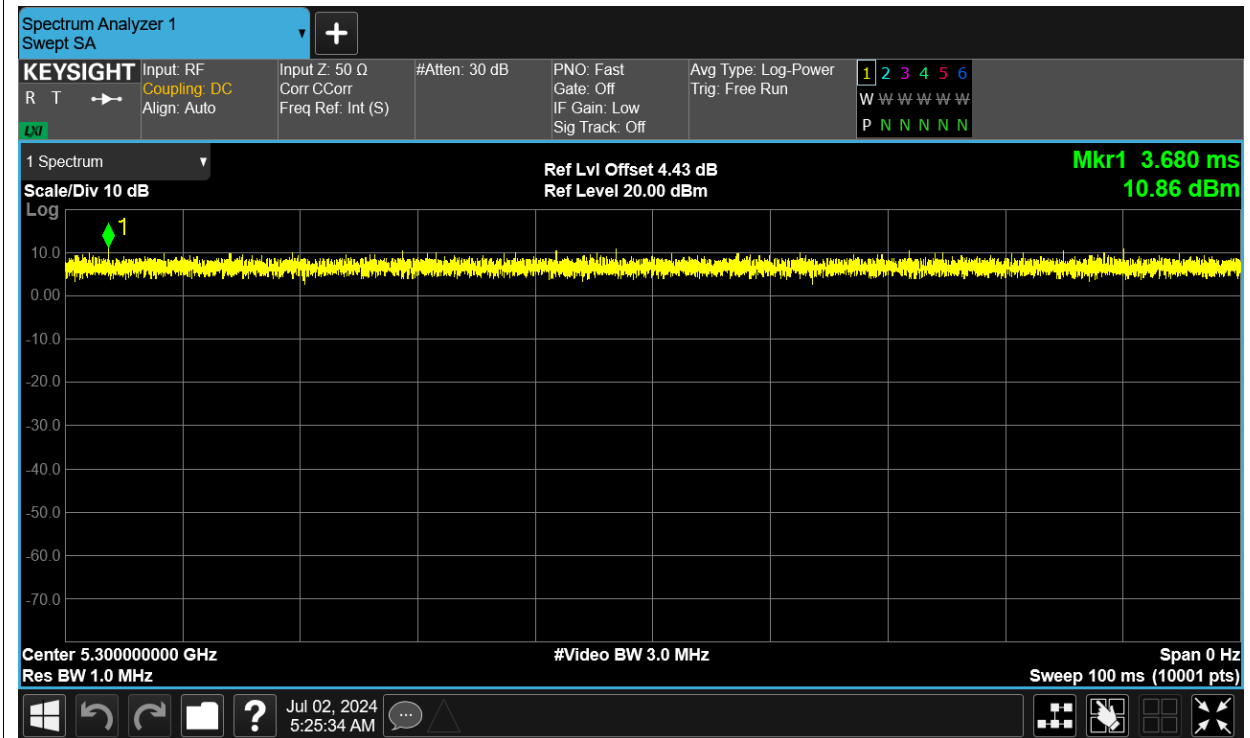 Spectrum Analyzer 1
Swept SA
KEYSIGHT
R T
LXI
Input: RF
Coupling: DC
Align: Auto
Input Z: 50 Ω
Corr CCorr
Freq Ref: Int (S)
#Atten: 30 dB
PNO: Fast
Gate: Off
IF Gain: Low
Sig Track: Off
Avg Type: Log-Power
Trig: Free Run
1 2 3 4 5 6
W W W W W W
P N N N N N
1 Spectrum
Scale/Div 10 dB
Ref Lvl Offset 4.43 dB
Ref Level 20.00 dBm
Mkr1 3.680 ms
10.86 dBm
Log
1
10.0
0.00
-10.0
-20.0
-30.0
-40.0
-50.0
-60.0
-70.0
Center 5.300000000 GHz
Res BW 1.0 MHz
#Video BW 3.0 MHz
Span 0 Hz
Sweep 100 ms (10001 pts)
?
Jul 02, 2024
5:25:34 AM